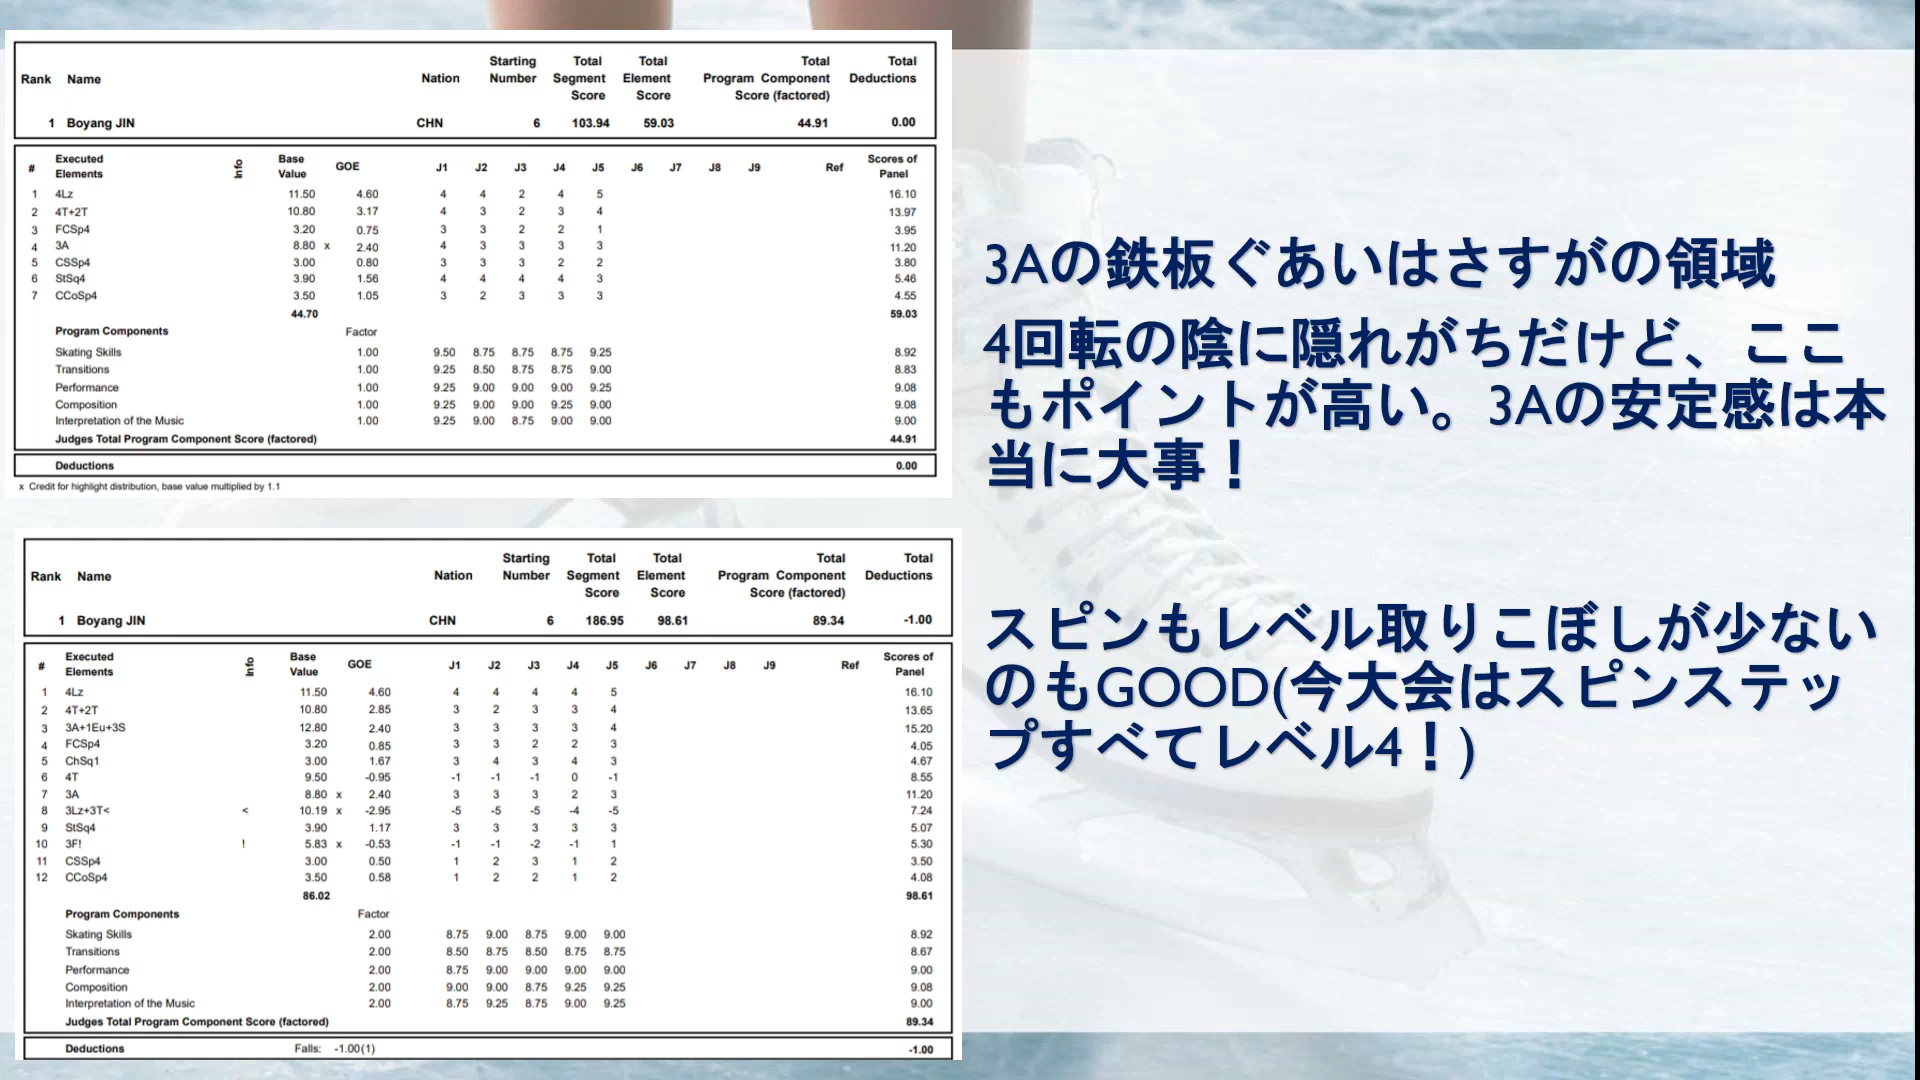 Rank Name Nation Starting Number Total Segment Score Total Element Score Total Program Component Score (factored) Total Deductions
1 Boyang JIN CHN 6 103.94 59.03 44.91 0.00
# Executed Elements Info Base Value GOE J1 J2 J3 J4 J5 J6 J7 J8 J9 Ref Scores of Panel
1 4Lz 11.50 4.60 4 4 2 4 5 16.10
2 4T+2T 10.80 3.17 4 3 2 3 4 13.97
3 FCSp4 3.20 0.75 3 3 2 2 1 3.95
4 3A 8.80 x 2.40 4 3 3 3 3 11.20
5 CSSp4 3.00 0.80 3 3 3 2 2 3.80
6 StSq4 3.90 1.56 4 4 4 4 3 5.46
7 CCoSp4 3.50 1.05 3 2 3 3 3 4.55
44.70 59.03
Program Components Factor
Skating Skills 1.00 9.50 8.75 8.75 8.75 9.25 8.92
Transitions 1.00 9.25 8.50 8.75 8.75 9.00 8.83
Performance 1.00 9.25 9.00 9.00 9.00 9.25 9.08
Composition 1.00 9.25 9.00 9.00 9.25 9.00 9.08
Interpretation of the Music 1.00 9.25 9.00 8.75 9.00 9.00 9.00
Judges Total Program Component Score (factored) 44.91
Deductions 0.00
x Credit for highlight distribution, base value multiplied by 1.1
Rank Name Nation Starting Number Total Segment Score Total Element Score Total Program Component Score (factored) Total Deductions
1 Boyang JIN CHN 6 186.95 98.61 89.34 -1.00
# Executed Elements Info Base Value GOE J1 J2 J3 J4 J5 J6 J7 J8 J9 Ref Scores of Panel
1 4Lz 11.50 4.60 4 4 4 4 5 16.10
2 4T+2T 10.80 2.85 3 2 3 3 4 13.65
3 3A+1Eu+3S 12.80 2.40 3 3 3 3 4 15.20
4 FCSp4 3.20 0.85 3 3 2 2 3 4.05
5 ChSq1 3.00 1.67 3 4 3 4 3 4.67
6 4T 9.50 -0.95 -1 -1 -1 0 -1 8.55
7 3A 8.80 x 2.40 3 3 3 2 3 11.20
8 3Lz+3T< < 10.19 x -2.95 -5 -5 -5 -4 -5 7.24
9 StSq4 3.90 1.17 3 3 3 3 3 5.07
10 3F! ! 5.83 x -0.53 -1 -1 -2 -1 1 5.30
11 CSSp4 3.00 0.50 1 2 3 1 2 3.50
12 CCoSp4 3.50 0.58 1 2 2 1 2 4.08
86.02 98.61
Program Components Factor
Skating Skills 2.00 8.75 9.00 8.75 9.00 9.00 8.92
Transitions 2.00 8.50 8.75 8.50 8.75 8.75 8.67
Performance 2.00 8.75 9.00 9.00 9.00 9.00 9.00
Composition 2.00 9.00 9.00 8.75 9.25 9.25 9.08
Interpretation of the Music 2.00 8.75 9.25 8.75 9.00 9.25 9.00
Judges Total Program Component Score (factored) 89.34
Deductions Falls: -1.00(1) -1.00
3Aの鉄板ぐあいはさすがの領域
4回転の陰に隠れがちだけど、ここ
もポイントが高い。3Aの安定感は本
当に大事！
スピンもレベル取りこぼしが少ない
のもGOOD(今大会はスピンステッ
プすべてレベル4！)